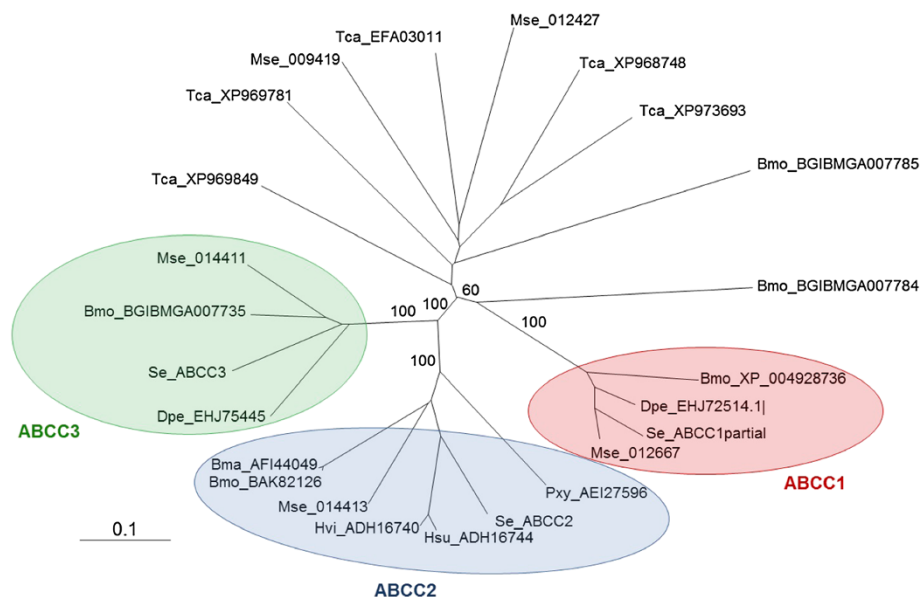 Mse_012427
Tca_EFA03011
Mse_009419
Tca_XP968748
Tca_XP969781
Tca_XP973693
Bmo_BGIBMGA007785
Tca_XP969849
Mse_014411
60
Bmo_BGIBMGA007784
100
100
Bmo_BGIBMGA007735
100
100
Se_ABCC3
Bmo_XP_004928736
Dpe_EHJ72514.1|
Dpe_EHJ75445
ABCC3
Se_ABCC1partial
Mse_012667
Bma_AFI44049
Bmo_BAK82126
ABCC1
Pxy_AEI27596
Mse_014413
Se_ABCC2
Hvi_ADH16740
Hsu_ADH16744
0.1
ABCC2